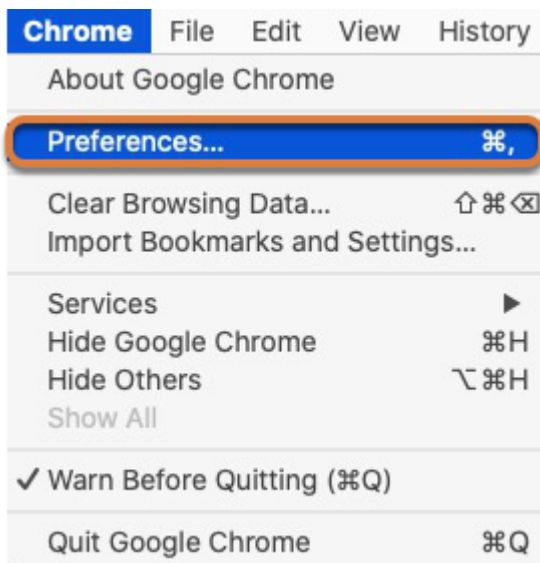 Chrome File Edit View History
About Google Chrome
Preferences... ⌘,
Clear Browsing Data... ⇧⌘⌫
Import Bookmarks and Settings...
Services ▶
Hide Google Chrome ⌘H
Hide Others ⌥⌘H
Show All
✓ Warn Before Quitting (⌘Q)
Quit Google Chrome ⌘Q